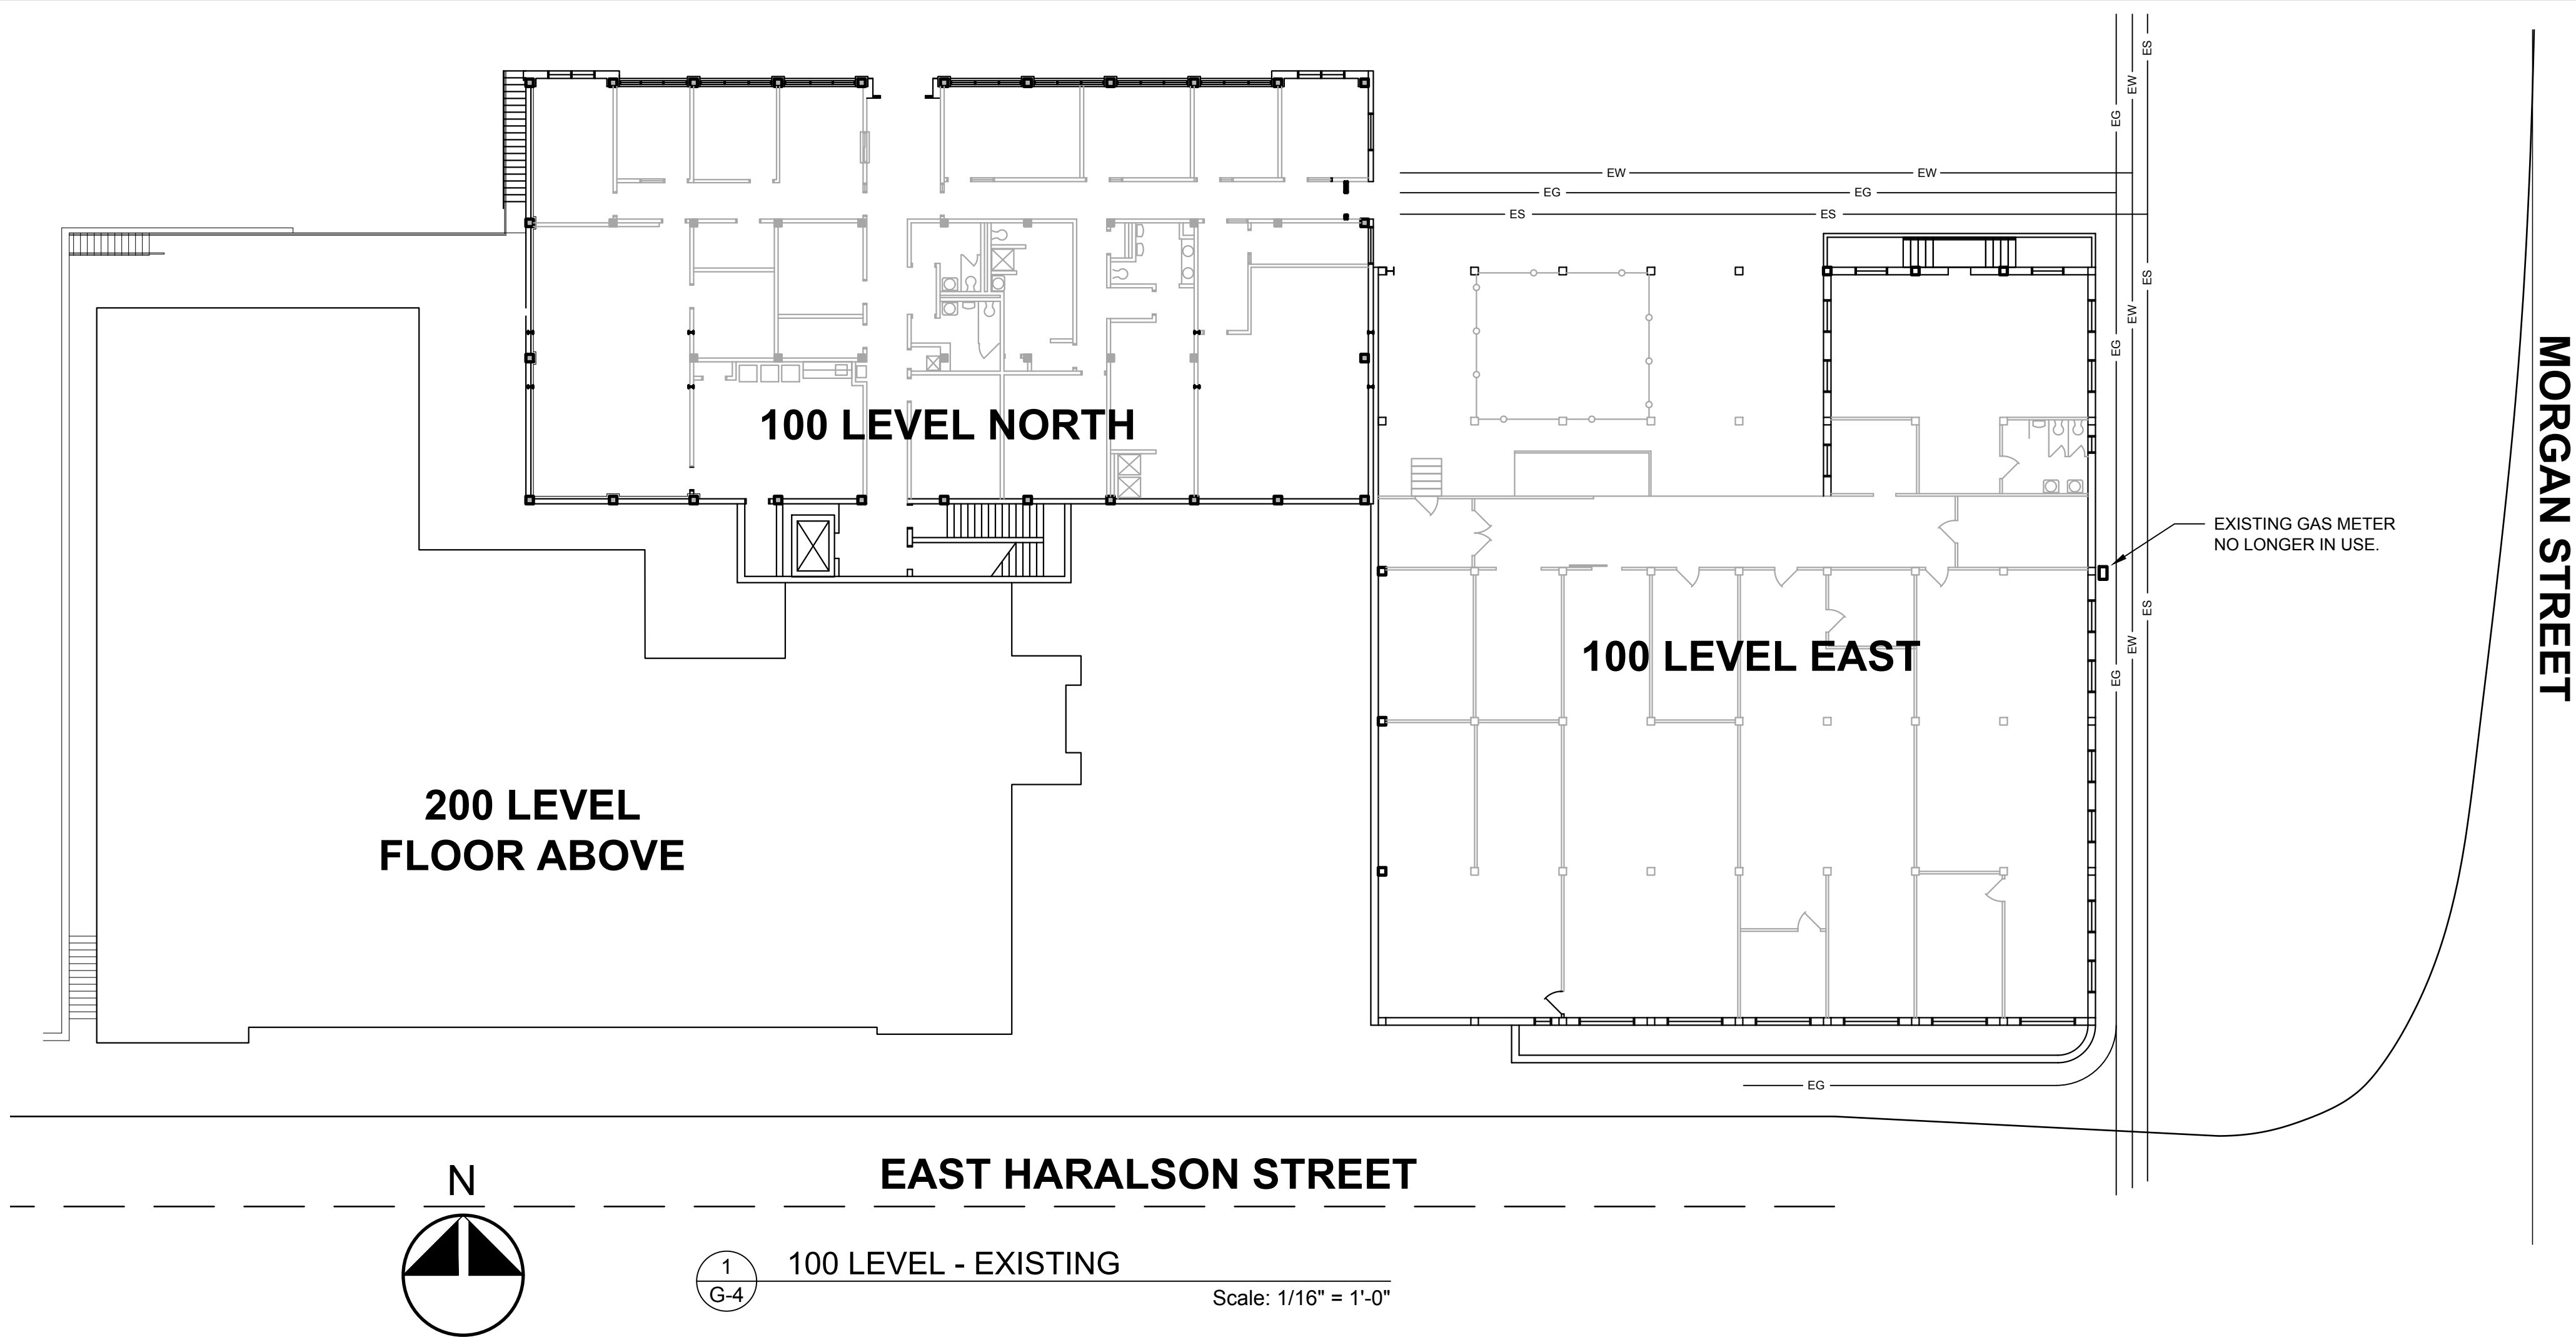 ES
EW
EG
EW
EW
EG
EG
ES
ES
ES
EW
EG
MORGAN STREET
100 LEVEL NORTH
EXISTING GAS METER
NO LONGER IN USE.
ES
EW
EG
100 LEVEL EAST
200 LEVEL
FLOOR ABOVE
EG
EAST HARALSON STREET
N
1
G-4
100 LEVEL - EXISTING
Scale: 1/16" = 1'-0"